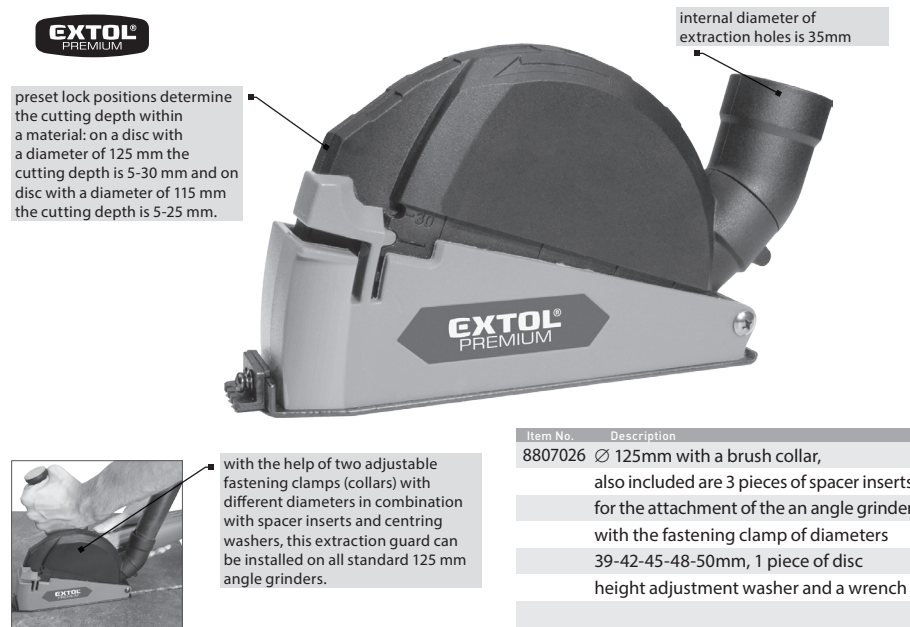 EXTOL®
PREMIUM
internal diameter of
extraction holes is 35mm
preset lock positions determine
the cutting depth within
a material: on a disc with
a diameter of 125 mm the
cutting depth is 5-30 mm and on
disc with a diameter of 115 mm
the cutting depth is 5-25 mm.
30
EXTOL®
PREMIUM
with the help of two adjustable
fastening clamps (collars) with
different diameters in combination
with spacer inserts and centring
washers, this extraction guard can
be installed on all standard 125 mm
angle grinders.
EXTOL
Item No. Description
8807026 ∅ 125mm with a brush collar,
also included are 3 pieces of spacer inserts
for the attachment of the an angle grinder
with the fastening clamp of diameters
39-42-45-48-50mm, 1 piece of disc
height adjustment washer and a wrench